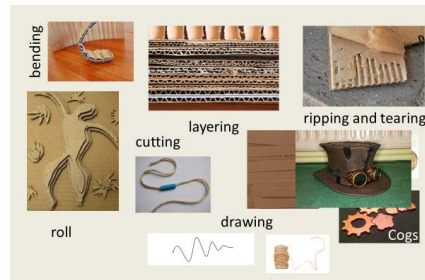 bending
layering
ripping and tearing
cutting
roll
drawing
Cogs